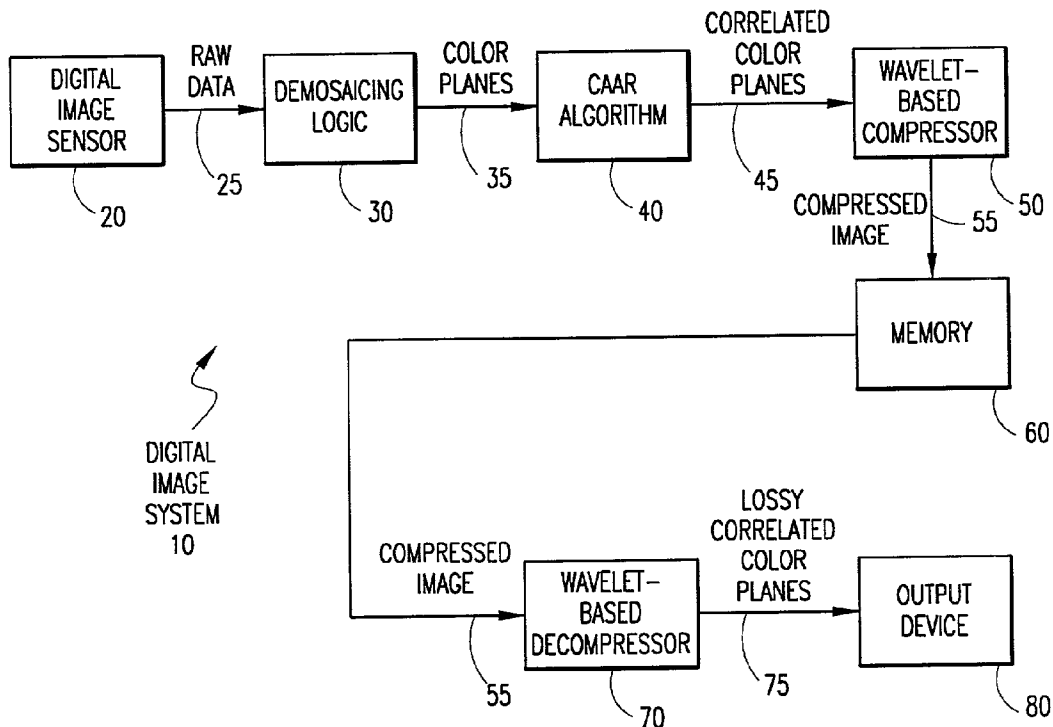 DIGITAL
IMAGE
SENSOR
20
RAW
DATA
25
DEMOSAICING
LOGIC
30
COLOR
PLANES
35
CAAR
ALGORITHM
40
CORRELATED
COLOR
PLANES
45
WAVELET-
BASED
COMPRESSOR
50
COMPRESSED
IMAGE
55
MEMORY
60
DIGITAL
IMAGE
SYSTEM
10
COMPRESSED
IMAGE
55
WAVELET-
BASED
DECOMPRESSOR
70
LOSSY
CORRELATED
COLOR
PLANES
75
OUTPUT
DEVICE
80